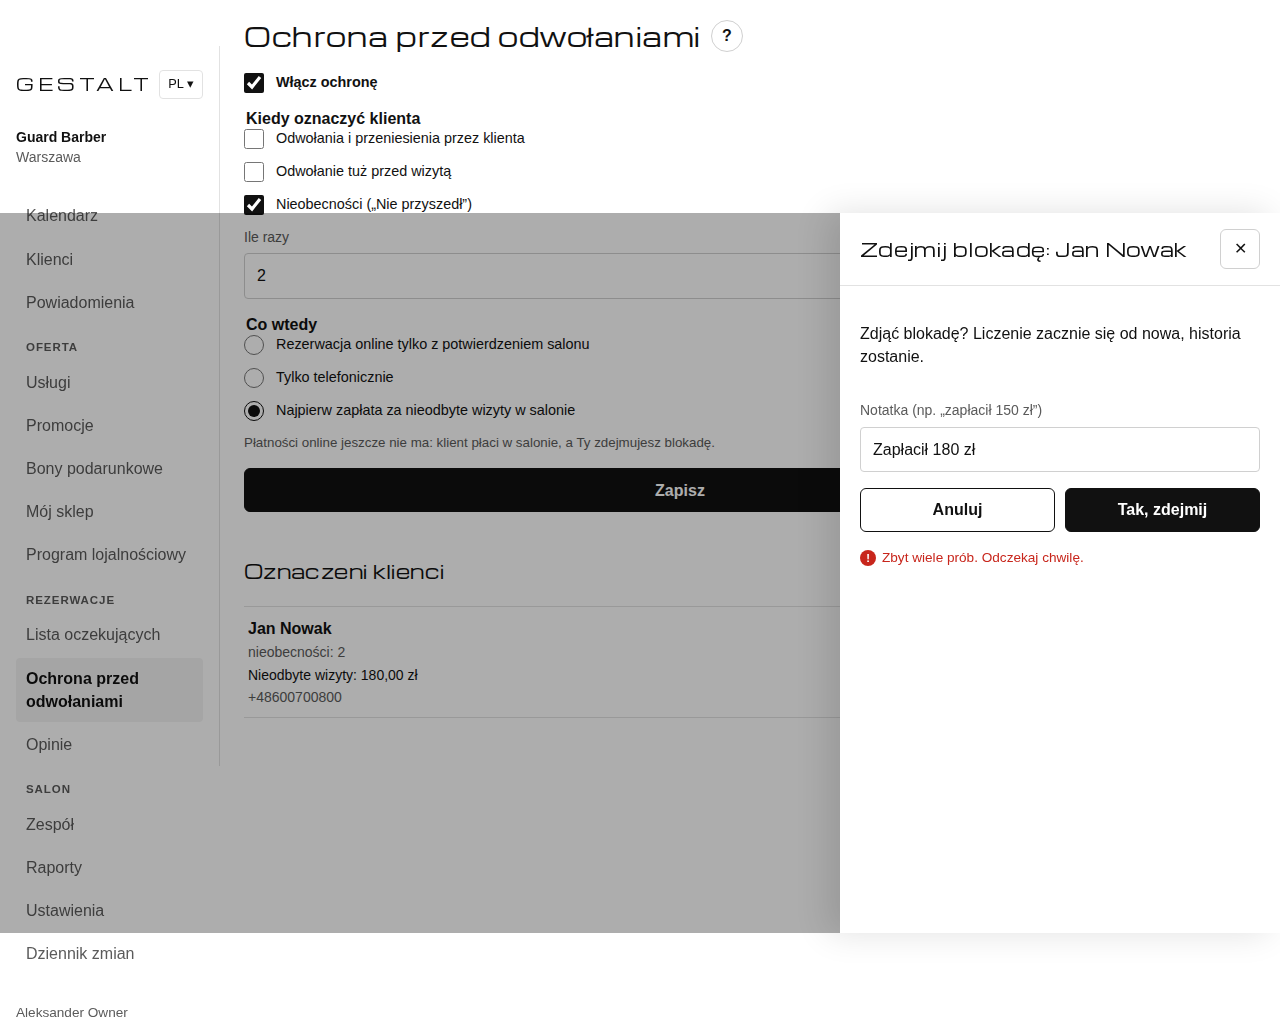 Ochrona przed odwołaniami ?
GESTALT
PL ▾
Guard Barber
Warszawa
Kalendarz
Klienci
Powiadomienia
OFERTA
Usługi
Promocje
Bony podarunkowe
Mój sklep
Program lojalnościowy
REZERWACJE
Lista oczekujących
Ochrona przed
odwołaniami
Opinie
SALON
Zespół
Raporty
Ustawienia
Dziennik zmian
Aleksander Owner
Włącz ochronę
Kiedy oznaczyć klienta
Odwołania i przeniesienia przez klienta
Odwołanie tuż przed wizytą
Nieobecności („Nie przyszedł”)
Ile razy
2
Co wtedy
Rezerwacja online tylko z potwierdzeniem salonu
Tylko telefonicznie
Najpierw zapłata za nieodbyte wizyty w salonie
Płatności online jeszcze nie ma: klient płaci w salonie, a Ty zdejmujesz blokadę.
Zapisz
Oznaczeni klienci
Jan Nowak
nieobecności: 2
Nieodbyte wizyty: 180,00 zł
+48600700800
Zdejmij blokadę: Jan Nowak
✕
Zdjąć blokadę? Liczenie zacznie się od nowa, historia
zostanie.
Notatka (np. „zapłacił 150 zł”)
Zapłacił 180 zł
Anuluj
Tak, zdejmij
! Zbyt wiele prób. Odczekaj chwilę.